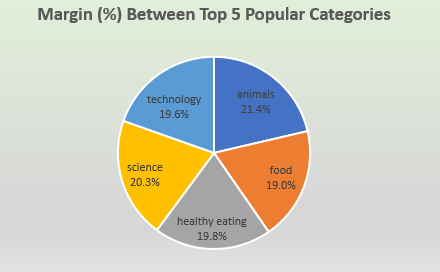 Margin (%) Between Top 5 Popular Categories
animals
21.4%
food
19.0%
healthy eating
19.8%
science
20.3%
technology
19.6%